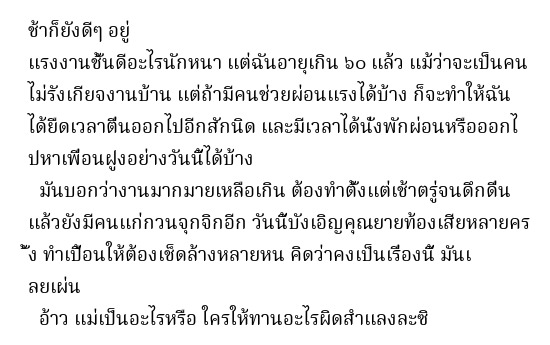 ช้าก็ยังดีๆ อยู่
แรงงานชั้นดีอะไรนักหนา แต่ฉันอายุเกิน ๖๐ แล้ว แม้ว่าจะเป็นคน
ไม่รังเกียจงานบ้าน แต่ถ้ามีคนช่วยผ่อนแรงได้บ้าง ก็จะทำให้ฉัน
ได้ยืดเวลาตื่นออกไปอีกสักนิด และมีเวลาได้นั่งพักผ่อนหรือออกไ
ปหาเพื่อนฝูงอย่างวันนี้ได้บ้าง
มันบอกว่างานมากมายเหลือเกิน ต้องทำตั้งแต่เช้าตรู่จนดึกดื่น
แล้วยังมีคนแก่กวนจุกจิกอีก วันนี้บังเอิญคุณยายท้องเสียหลายคร
ั้ง ทำเปื้อนให้ต้องเช็ดล้างหลายหน คิดว่าคงเป็นเรื่องนี้ มันเ
ลยเผ่น
อ้าว แม่เป็นอะไรหรือ ใครให้ทานอะไรผิดสำแลงละซิ